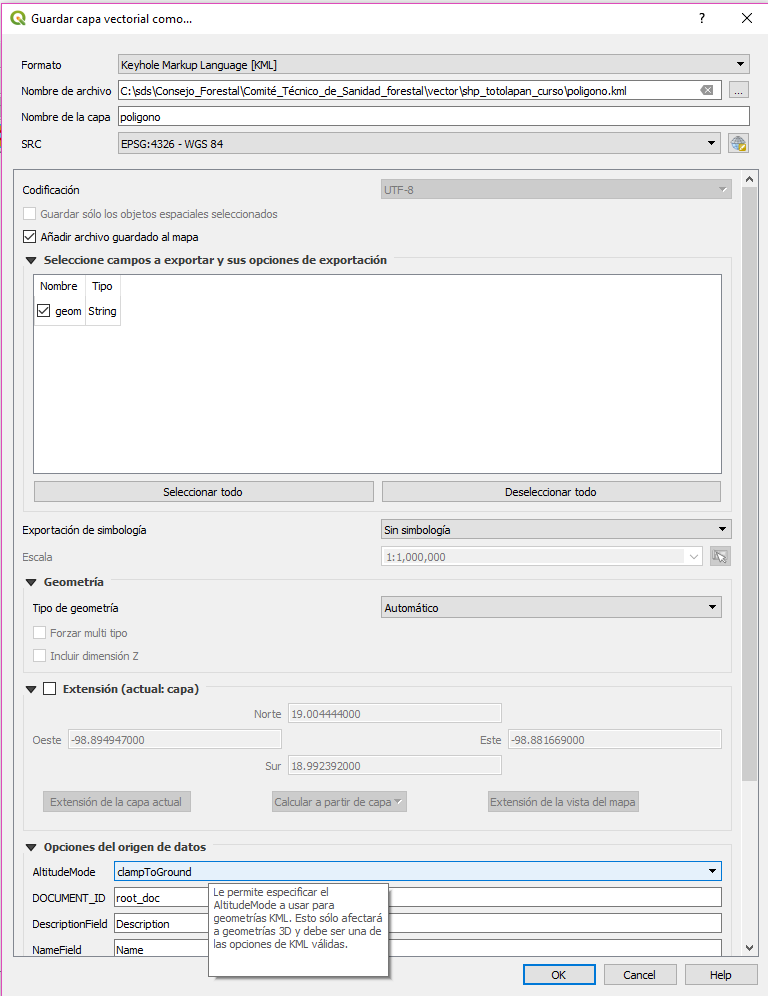 Guardar capa vectorial como...
Formato Keyhole Markup Language [KML]
Nombre de archivo C:\sds\Consejo_Forestal\Comité_Técnico_de_Sanidad_forestal\vector\shp_totolapan_curso\poligono.kml ...
Nombre de la capa poligono
SRC EPSG:4326 - WGS 84
Codificación UTF-8
Guardar sólo los objetos espaciales seleccionados
Añadir archivo guardado al mapa
Seleccione campos a exportar y sus opciones de exportación
Nombre Tipo
geom String
Seleccionar todo Deseleccionar todo
Exportación de simbología Sin simbología
Escala 1:1,000,000
Geometría
Tipo de geometría Automático
Forzar multi tipo
Incluir dimensión Z
Extensión (actual: capa)
Norte 19.004444000
Oeste -98.894947000 Este -98.881669000
Sur 18.992392000
Extensión de la capa actual Calcular a partir de capa Extensión de la vista del mapa
Opciones del origen de datos
AltitudeMode clampToGround
DOCUMENT_ID root_doc
DescriptionField Description
NameField Name
Le permite especificar el
AltitudeMode a usar para
geometrías KML. Esto sólo afectará
a geometrías 3D y debe ser una de
las opciones de KML válidas.
OK Cancel Help